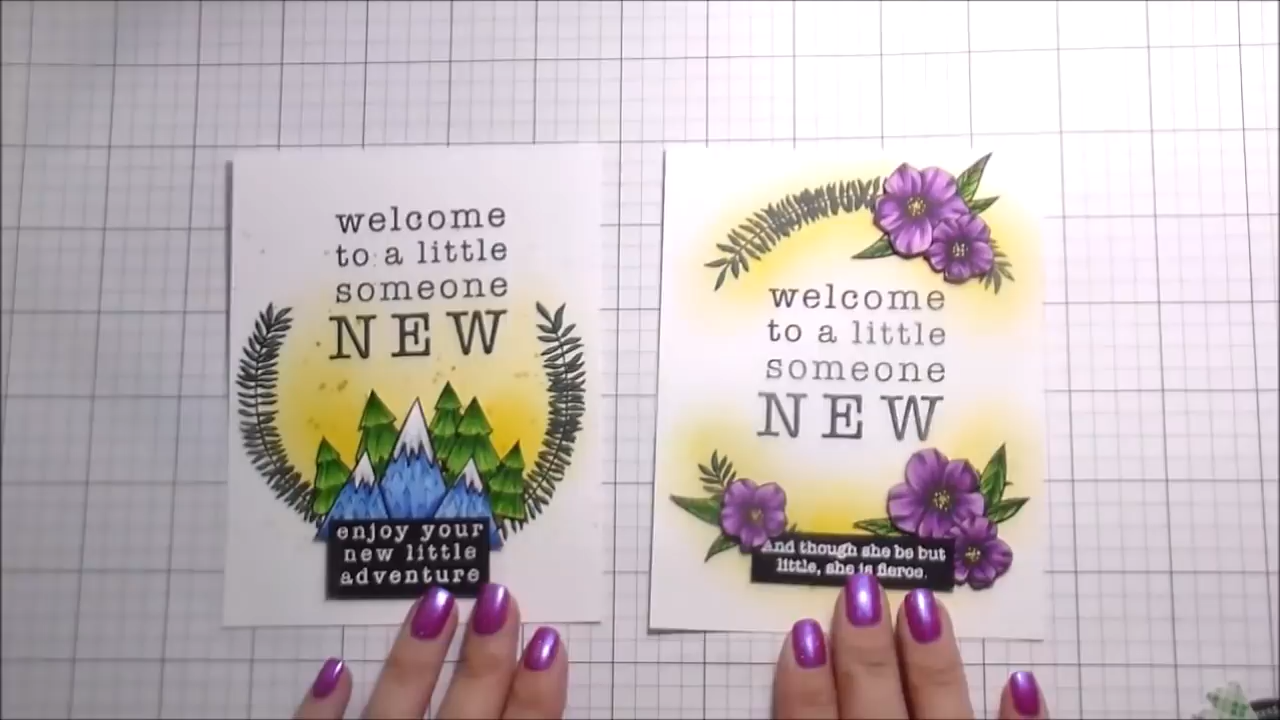 welcome
to a little
someone
NEW
enjoy your
new little
adventure
welcome
to a little
someone
NEW
And though she be but
little, she is fierce.